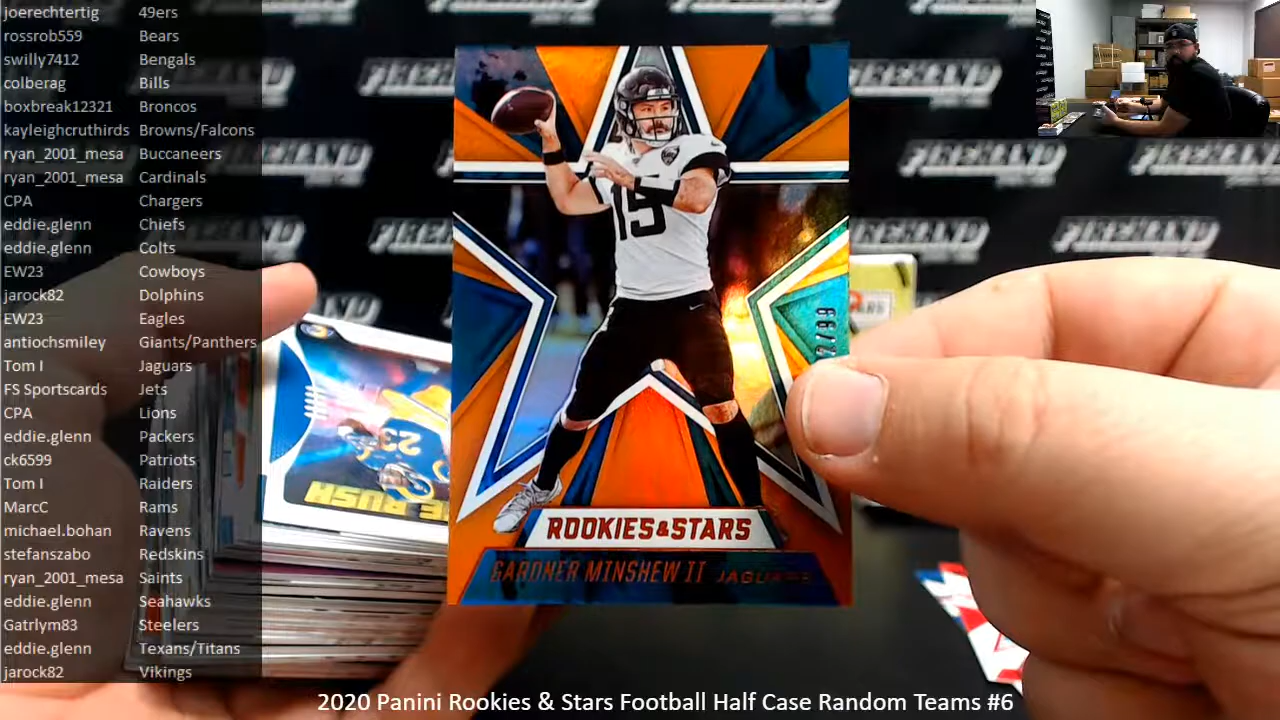 joerechtertig 49ers
rossrob559 Bears
swilly7412 Bengals
colberag Bills
boxbreak12321 Broncos
kayleighcruthirds Browns/Falcons
ryan_2001_mesa Buccaneers
ryan_2001_mesa Cardinals
CPA Chargers
eddie.glenn Chiefs
eddie.glenn Colts
EW23 Cowboys
jarock82 Dolphins
EW23 Eagles
antiochsmiley Giants/Panthers
Tom I Jaguars
FS Sportscards Jets
CPA Lions
eddie.glenn Packers
ck6599 Patriots
Tom I Raiders
MarcC Rams
michael.bohan Ravens
stefanszabo Redskins
ryan_2001_mesa Saints
eddie.glenn Seahawks
Gatrlym83 Steelers
eddie.glenn Texans/Titans
jarock82 Vikings
FIREHAND
15
ROOKIES & STARS
GARDNER MINSHEW II JAGUARS
23
RUSH
2020 Panini Rookies & Stars Football Half Case Random Teams #6